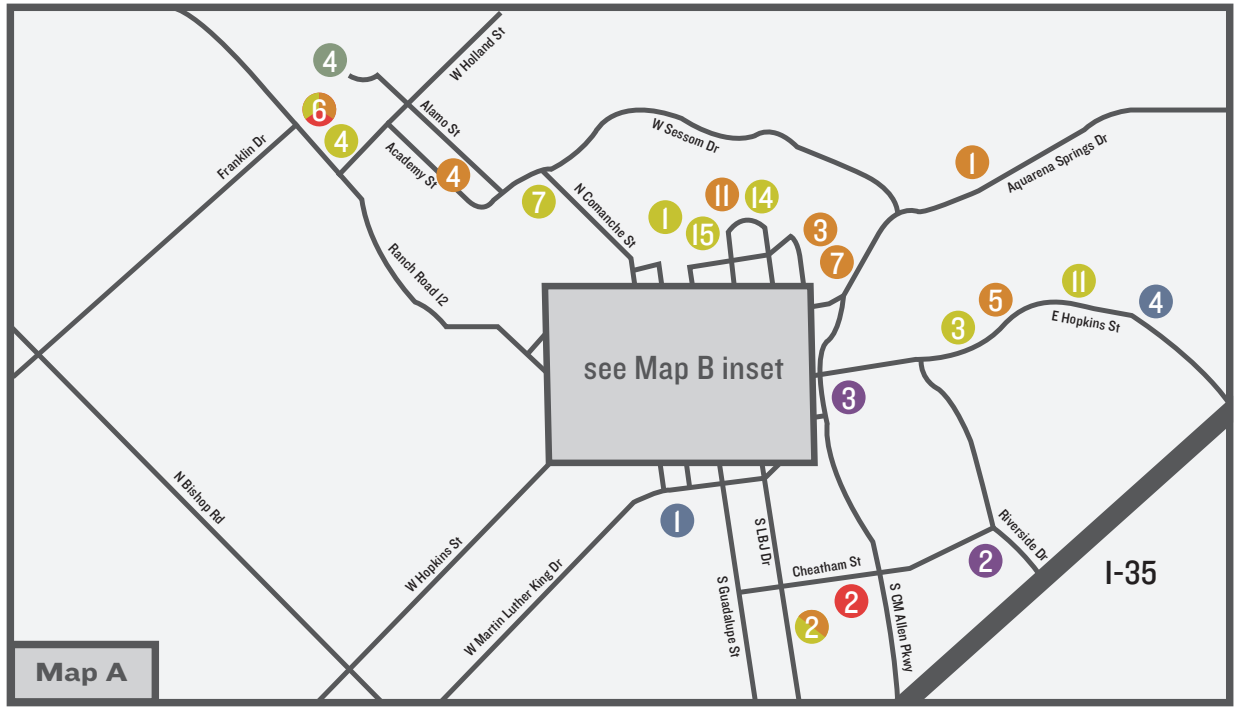 W Holland St
4
6
Alamo St
4
Franklin Dr
Academy St
4
W Sessom Dr
1
Aquarena Springs Dr
7
N Comanche St
11
14
1
15
3
7
Ranch Road 12
11
4
5
3
E Hopkins St
see Map B inset
3
N Bishop Rd
1
S LBJ Dr
Riverside Dr
W Hopkins St
Cheatham St
2
I-35
W Martin Luther King Dr
S Guadalupe St
2
2
S CM Allen Pkwy
Map A